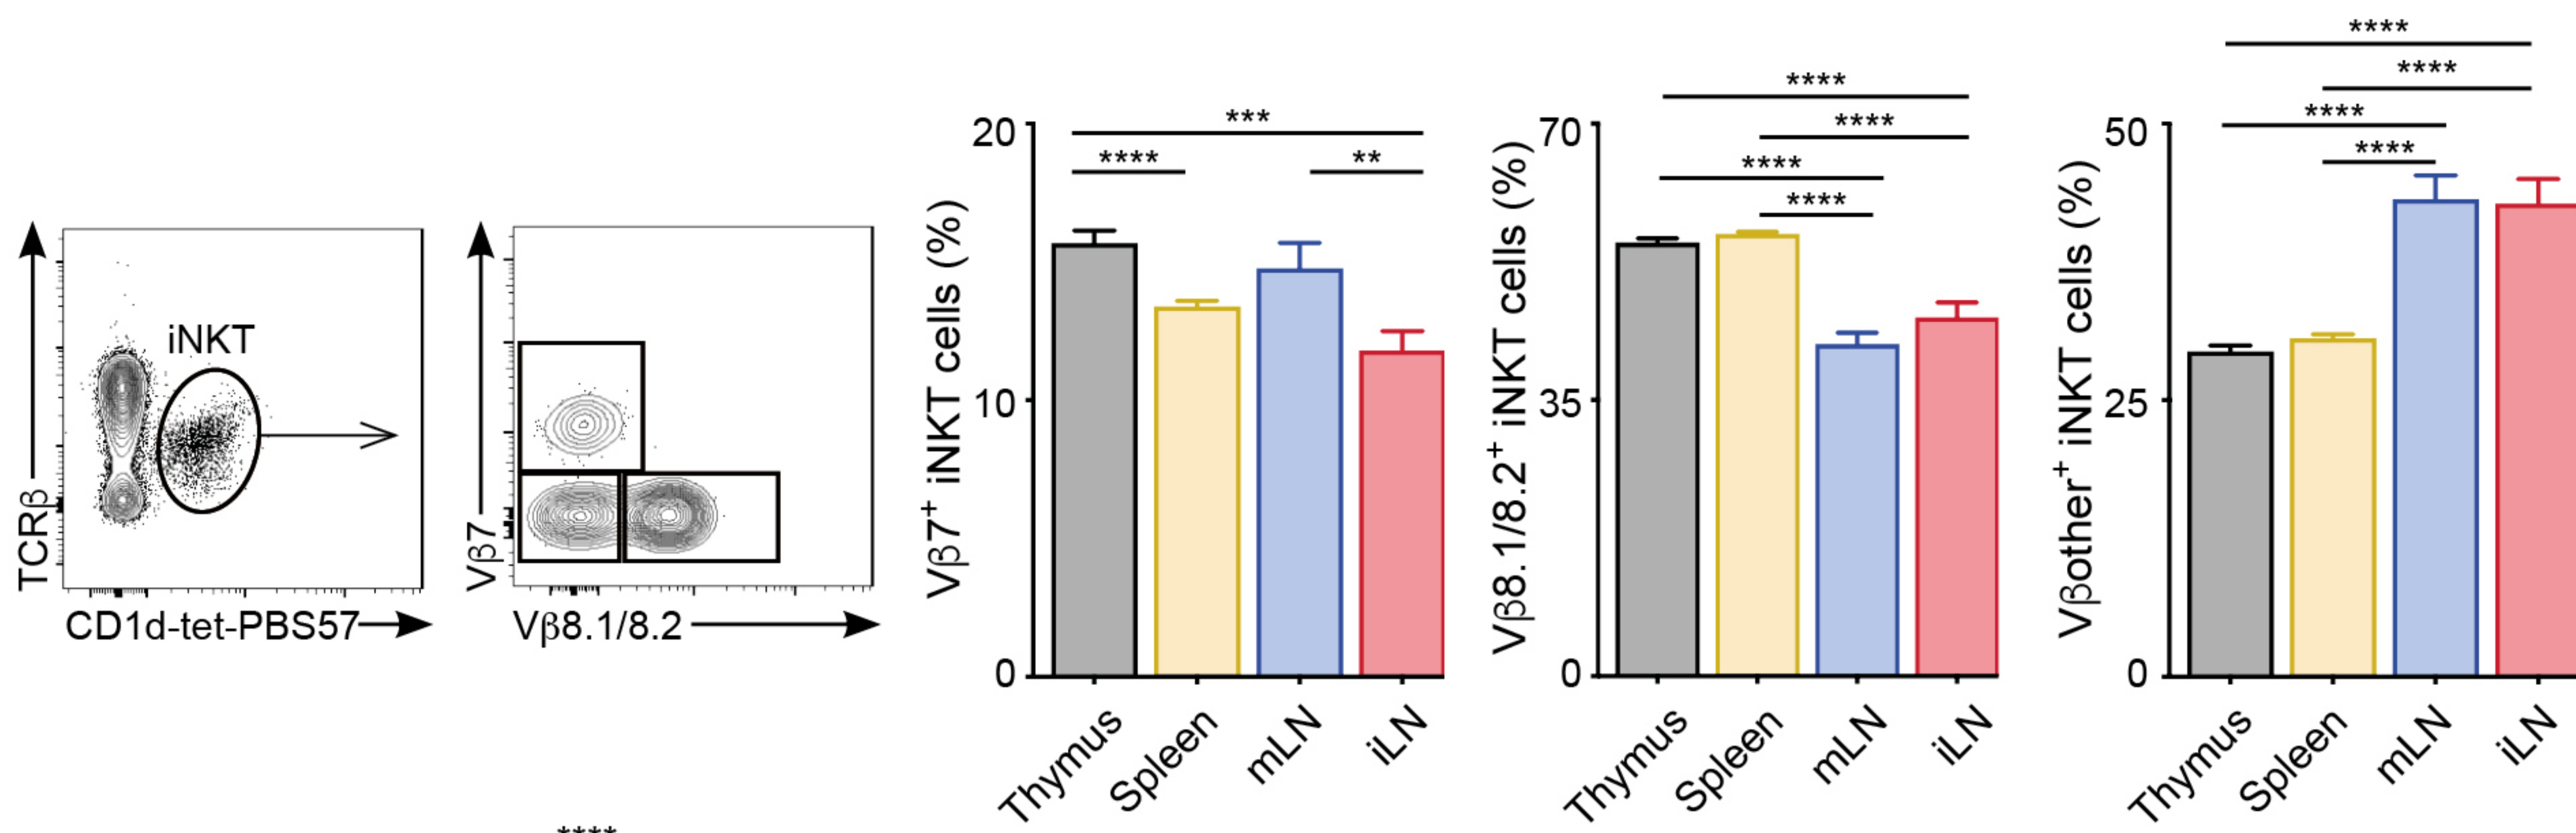 TCRβ
iNKT
CD1d-tet-PBS57
Vβ7
Vβ8.1/8.2
Vβ7+ iNKT cells (%)
20
10
0
***
****
**
Thymus
Spleen
mLN
iLN
Vβ8.1/8.2+ iNKT cells (%)
70
35
0
****
****
****
****
Thymus
Spleen
mLN
iLN
Vβother+ iNKT cells (%)
50
25
0
****
****
****
****
Thymus
Spleen
mLN
iLN
****